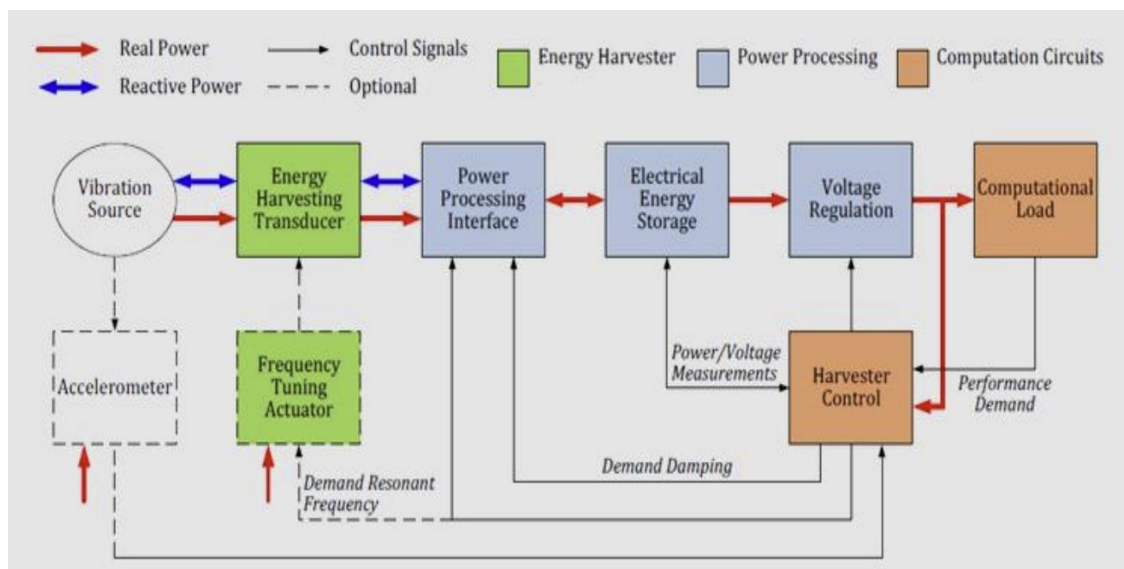 Real Power
Control Signals
Energy Harvester
Power Processing
Computation Circuits
Reactive Power
Optional
Vibration
Source
Energy
Harvesting
Transducer
Power
Processing
Interface
Electrical
Energy
Storage
Voltage
Regulation
Computational
Load
Accelerometer
Frequency
Tuning
Actuator
Power/Voltage
Measurements
Harvester
Control
Performance
Demand
Demand Damping
Demand Resonant
Frequency